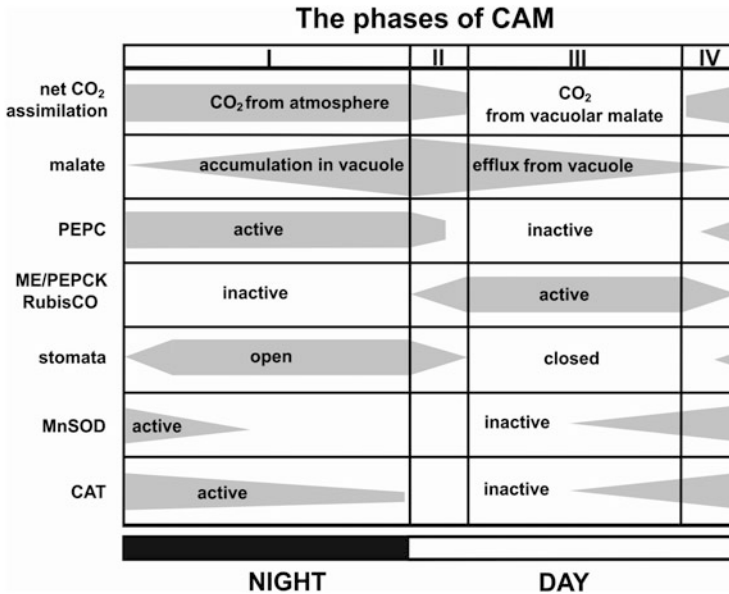 The phases of CAM
I II III IV
net CO₂
assimilation
CO₂ from atmosphere
CO₂
from vacuolar malate
malate
accumulation in vacuole
efflux from vacuole
PEPC
active
inactive
ME/PEPCK
RubisCO
inactive
active
stomata
open
closed
MnSOD
active
inactive
CAT
active
inactive
NIGHT
DAY